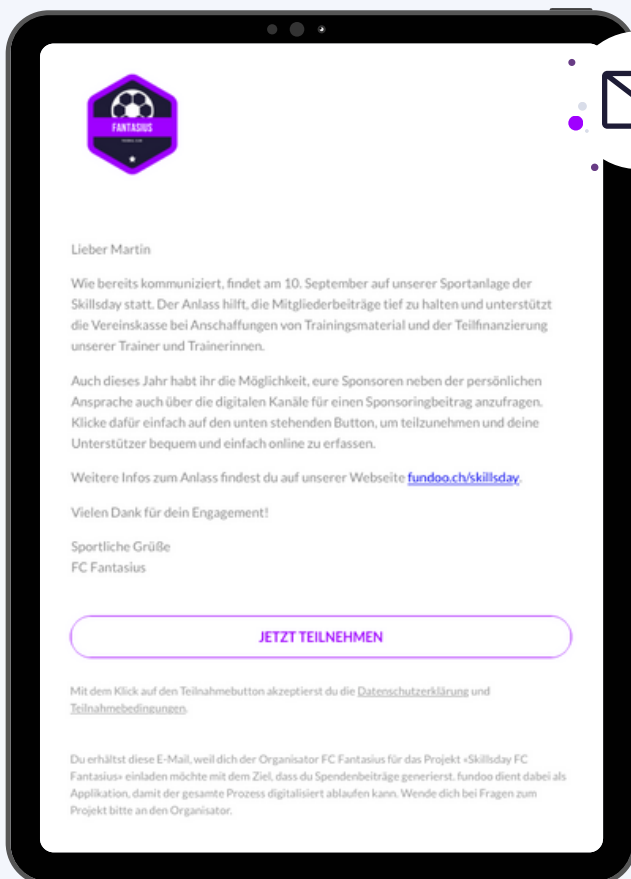 FANTASIUS
Lieber Martin
Wie bereits kommuniziert, findet am 10. September auf unserer Sportanlage der
Skillsday statt. Der Anlass hilft, die Mitgliederbeiträge tief zu halten und unterstützt
die Vereinskasse bei Anschaffungen von Trainingsmaterial und der Teilfinanzierung
unserer Trainer und Trainerinnen.
Auch dieses Jahr habt ihr die Möglichkeit, eure Sponsoren neben der persönlichen
Ansprache auch über die digitalen Kanäle für einen Sponsoringbeitrag anzufragen.
Klicke dafür einfach auf den unten stehenden Button, um teilzunehmen und deine
Unterstützer bequem und einfach online zu erfassen.
Weitere Infos zum Anlass findest du auf unserer Webseite fundoo.ch/skillsday.
Vielen Dank für dein Engagement!
Sportliche Grüße
FC Fantasius
JETZT TEILNEHMEN
Mit dem Klick auf den Teilnahmebutton akzeptierst du die Datenschutzerklärung und
Teilnahmebedingungen.
Du erhältst diese E-Mail, weil dich der Organisator FC Fantasius für das Projekt «Skillsday FC
Fantasius» einladen möchte mit dem Ziel, dass du Spendenbeiträge generierst. fundoo dient dabei als
Applikation, damit der gesamte Prozess digitalisiert ablaufen kann. Wende dich bei Fragen zum
Projekt bitte an den Organisator.